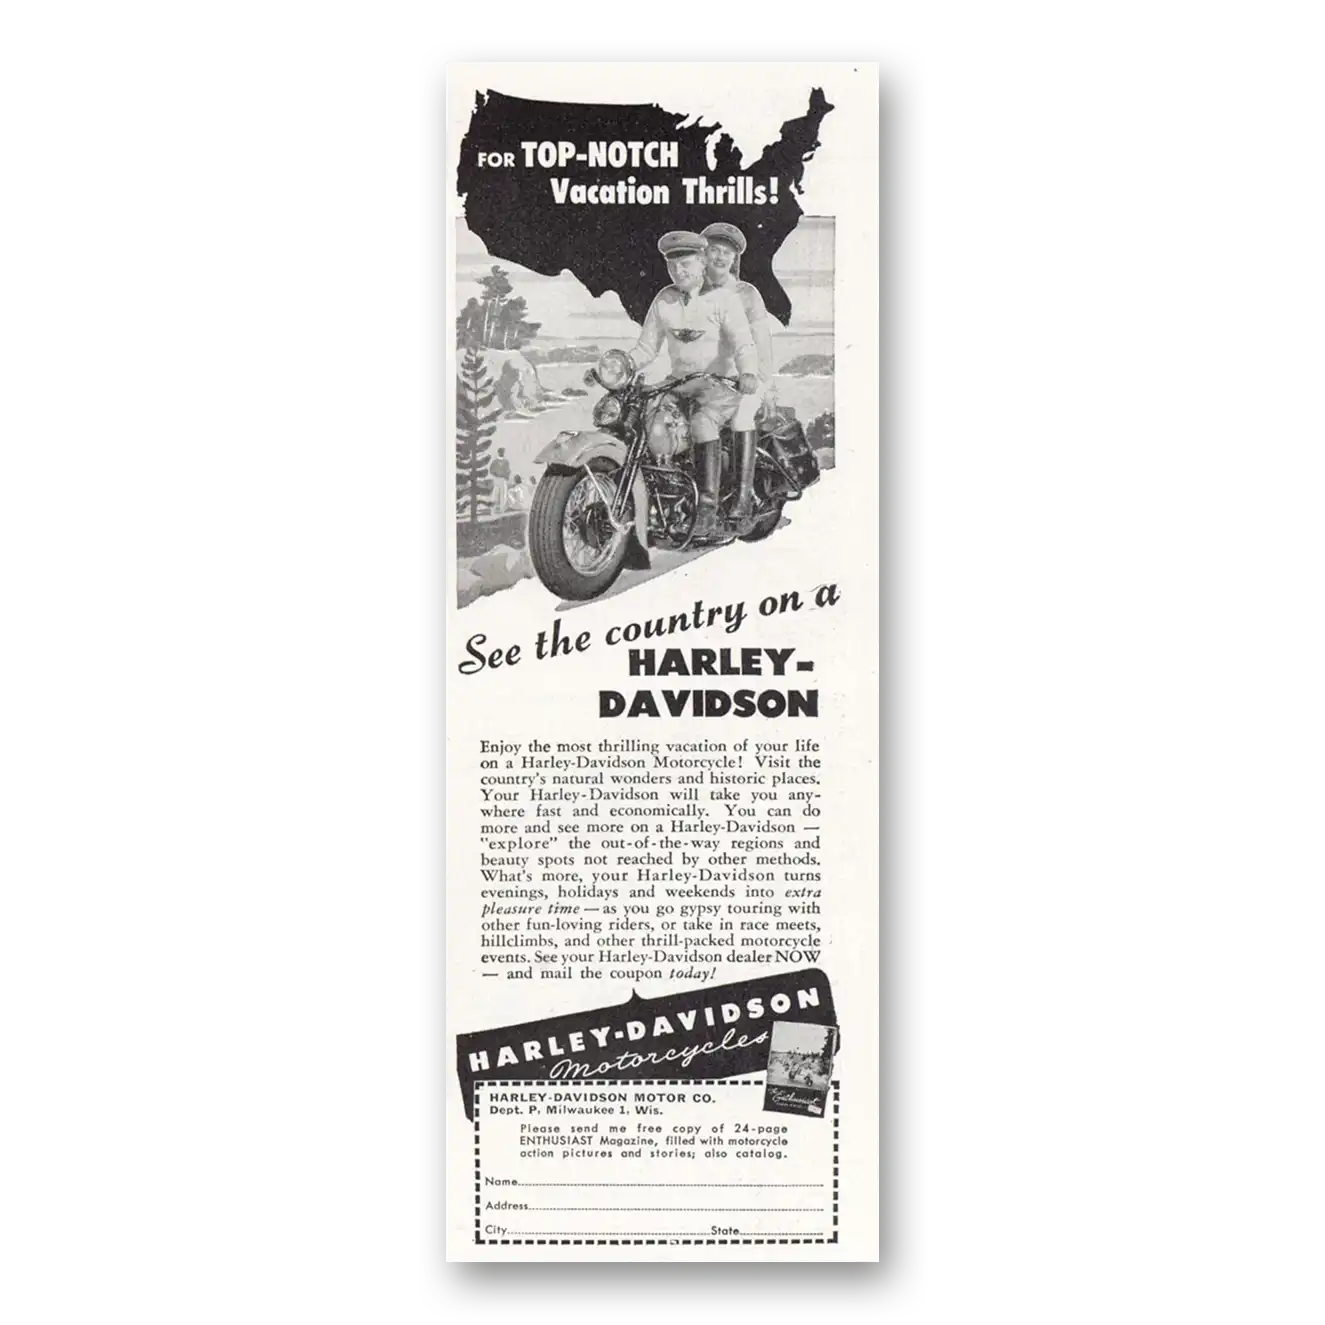 FOR TOP-NOTCH
Vacation Thrills!
See the country on a
HARLEY-
DAVIDSON
Enjoy the most thrilling vacation of your life
on a Harley-Davidson Motorcycle! Visit the
country's natural wonders and historic places.
Your Harley-Davidson will take you any-
where fast and economically. You can do
more and see more on a Harley-Davidson —
"explore" the out-of-the-way regions and
beauty spots not reached by other methods.
What's more, your Harley-Davidson turns
evenings, holidays and weekends into extra
pleasure time — as you go gypsy touring with
other fun-loving riders, or take in race meets,
hillclimbs, and other thrill-packed motorcycle
events. See your Harley-Davidson dealer NOW
— and mail the coupon today!
HARLEY-DAVIDSON
Motorcycles
The Enthusiast
HARLEY-DAVIDSON MOTOR CO.
Dept. P, Milwaukee 1, Wis.
Please send me free copy of 24-page
ENTHUSIAST Magazine, filled with motorcycle
action pictures and stories; also catalog.
Name
Address
City State